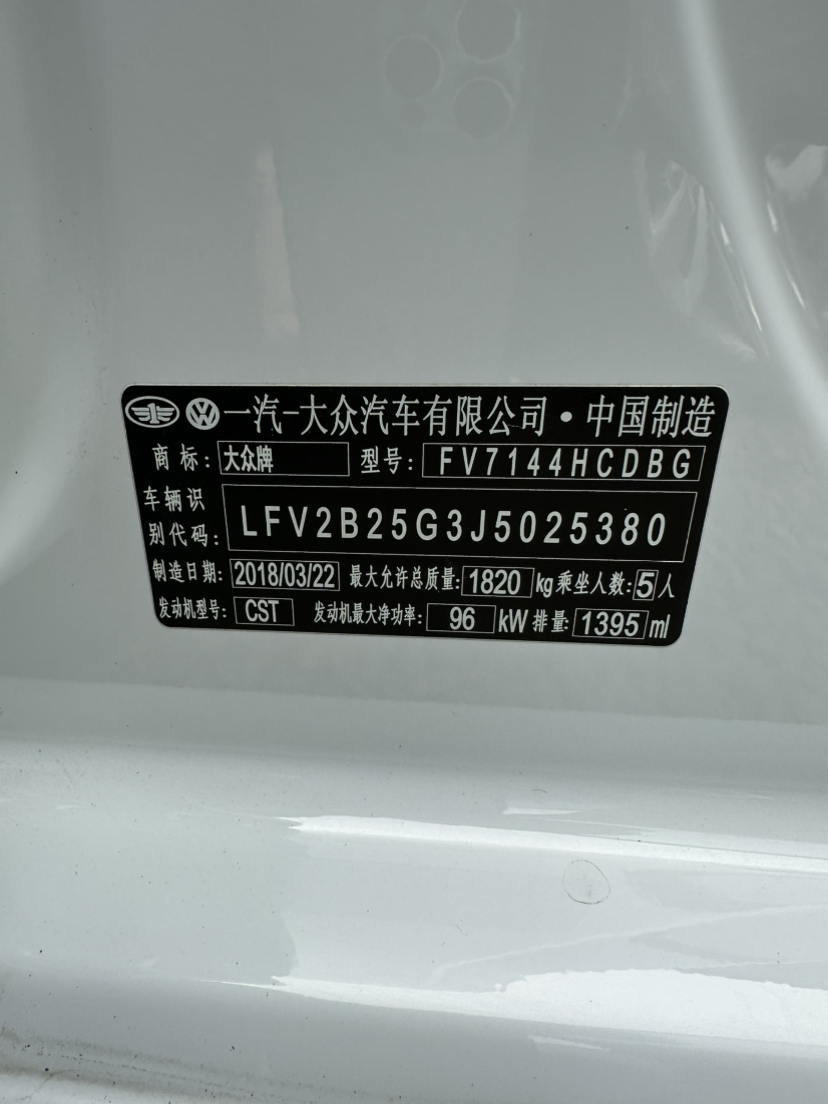 一汽-大众汽车有限公司·中国制造
商标: 大众牌 型号: FV7144HCDBG
车辆识
别代码: LFV2B25G3J5025380
制造日期: 2018/03/22 最大允许总质量: 1820 kg 乘坐人数: 5 人
发动机型号: CST 发动机最大净功率: 96 kW 排量: 1395 ml